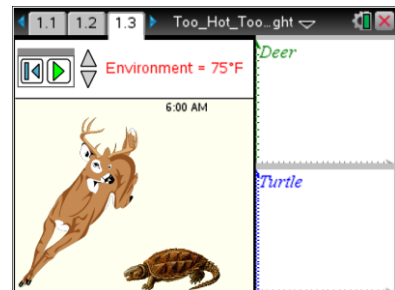 1.1 1.2 1.3 Too_Hot_Too...ght
Environment = 75°F
6:00 AM
Deer
Turtle